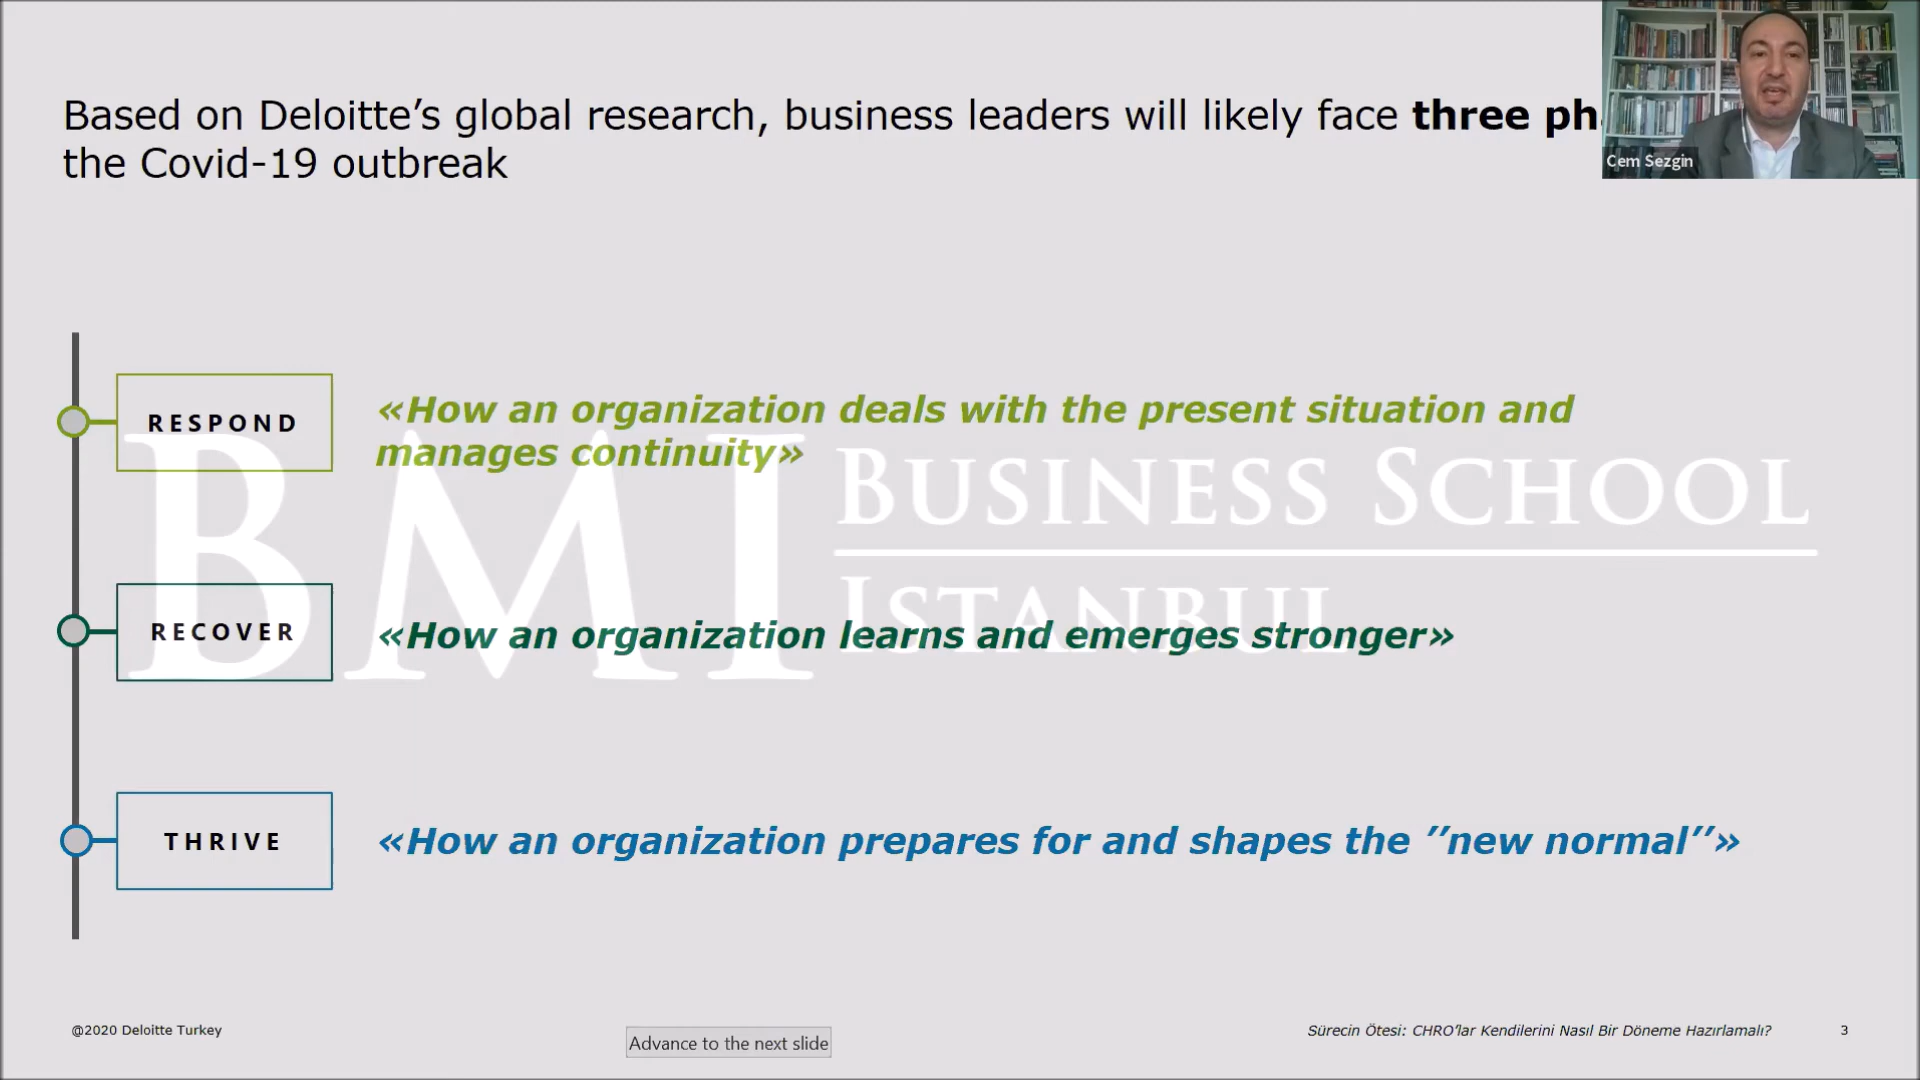 Based on Deloitte’s global research, business leaders will likely face three
the Covid-19 outbreak
Cem Sezgin
RESPOND
«How an organization deals with the present situation and
manages continuity»
BMI
BUSINESS SCHOOL
ISTANBUL
RECOVER
«How an organization learns and emerges stronger»
THRIVE
«How an organization prepares for and shapes the ’’new normal’’»
@2020 Deloitte Turkey
Advance to the next slide
Sürecin Ötesi: CHRO’lar Kendilerini Nasıl Bir Döneme Hazırlamalı?
3